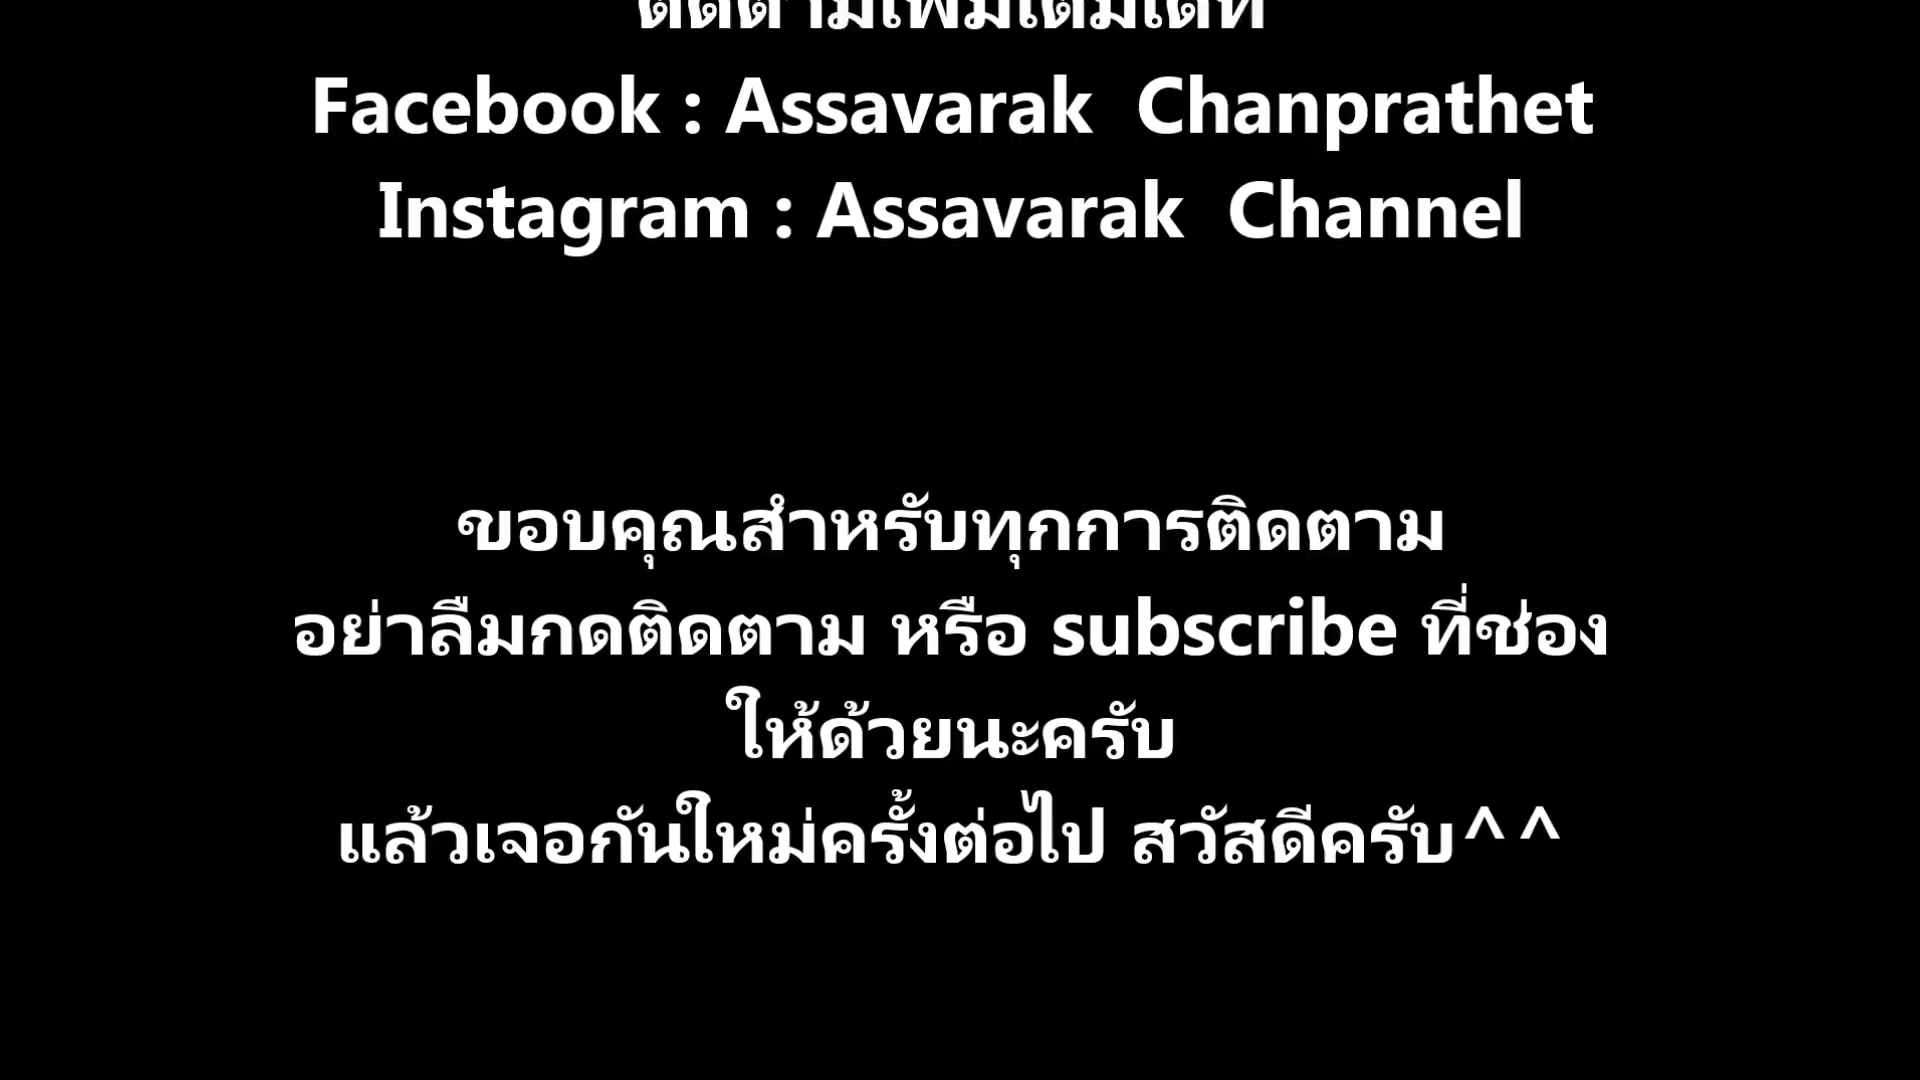 Facebook : Assavarak  Chanprathet
Instagram : Assavarak  Channel
ขอบคุณสำหรับทุกการติดตาม
อย่าลืมกดติดตาม หรือ subscribe ที่ช่อง
ให้ด้วยนะครับ
แล้วเจอกันใหม่ครั้งต่อไป สวัสดีครับ^^